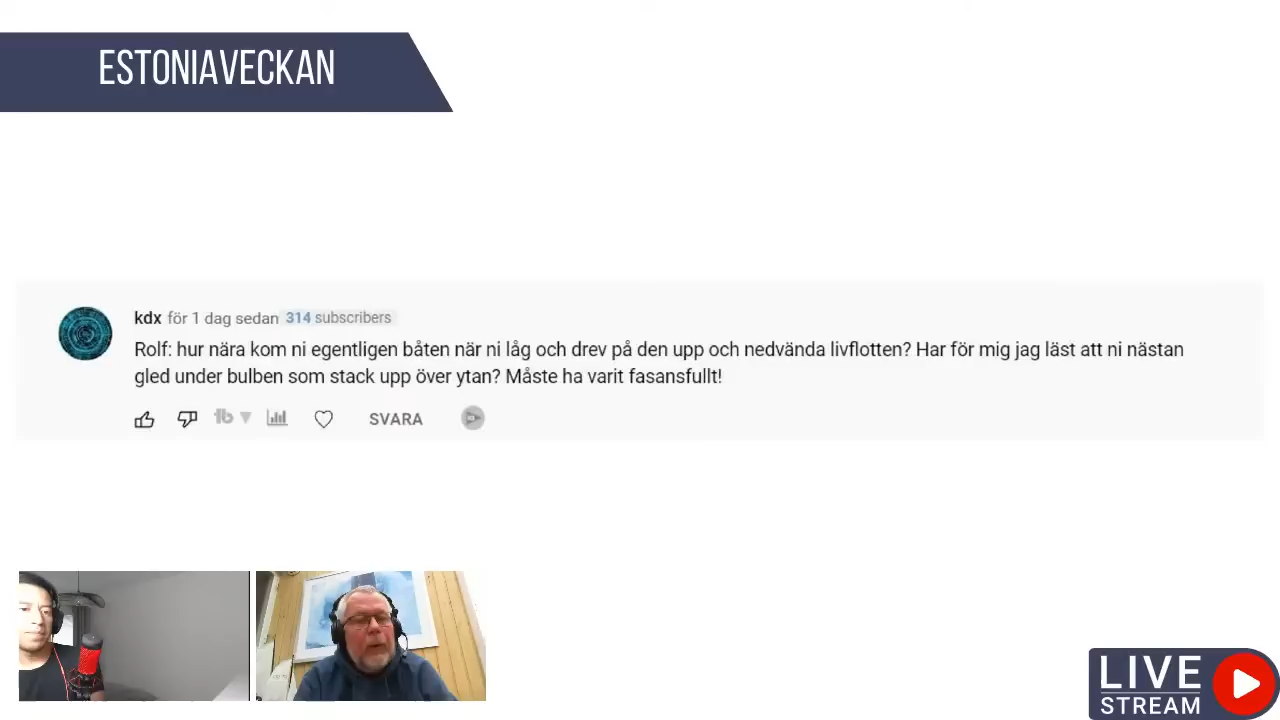 ESTONIAVECKAN
kdx för 1 dag sedan 314 subscribers
Rolf: hur nära kom ni egentligen båten när ni låg och drev på den upp och nedvända livflotten? Har för mig jag läst att ni nästan
gled under bulben som stack upp över ytan? Måste ha varit fasansfullt!
SVARA
LIVE
STREAM